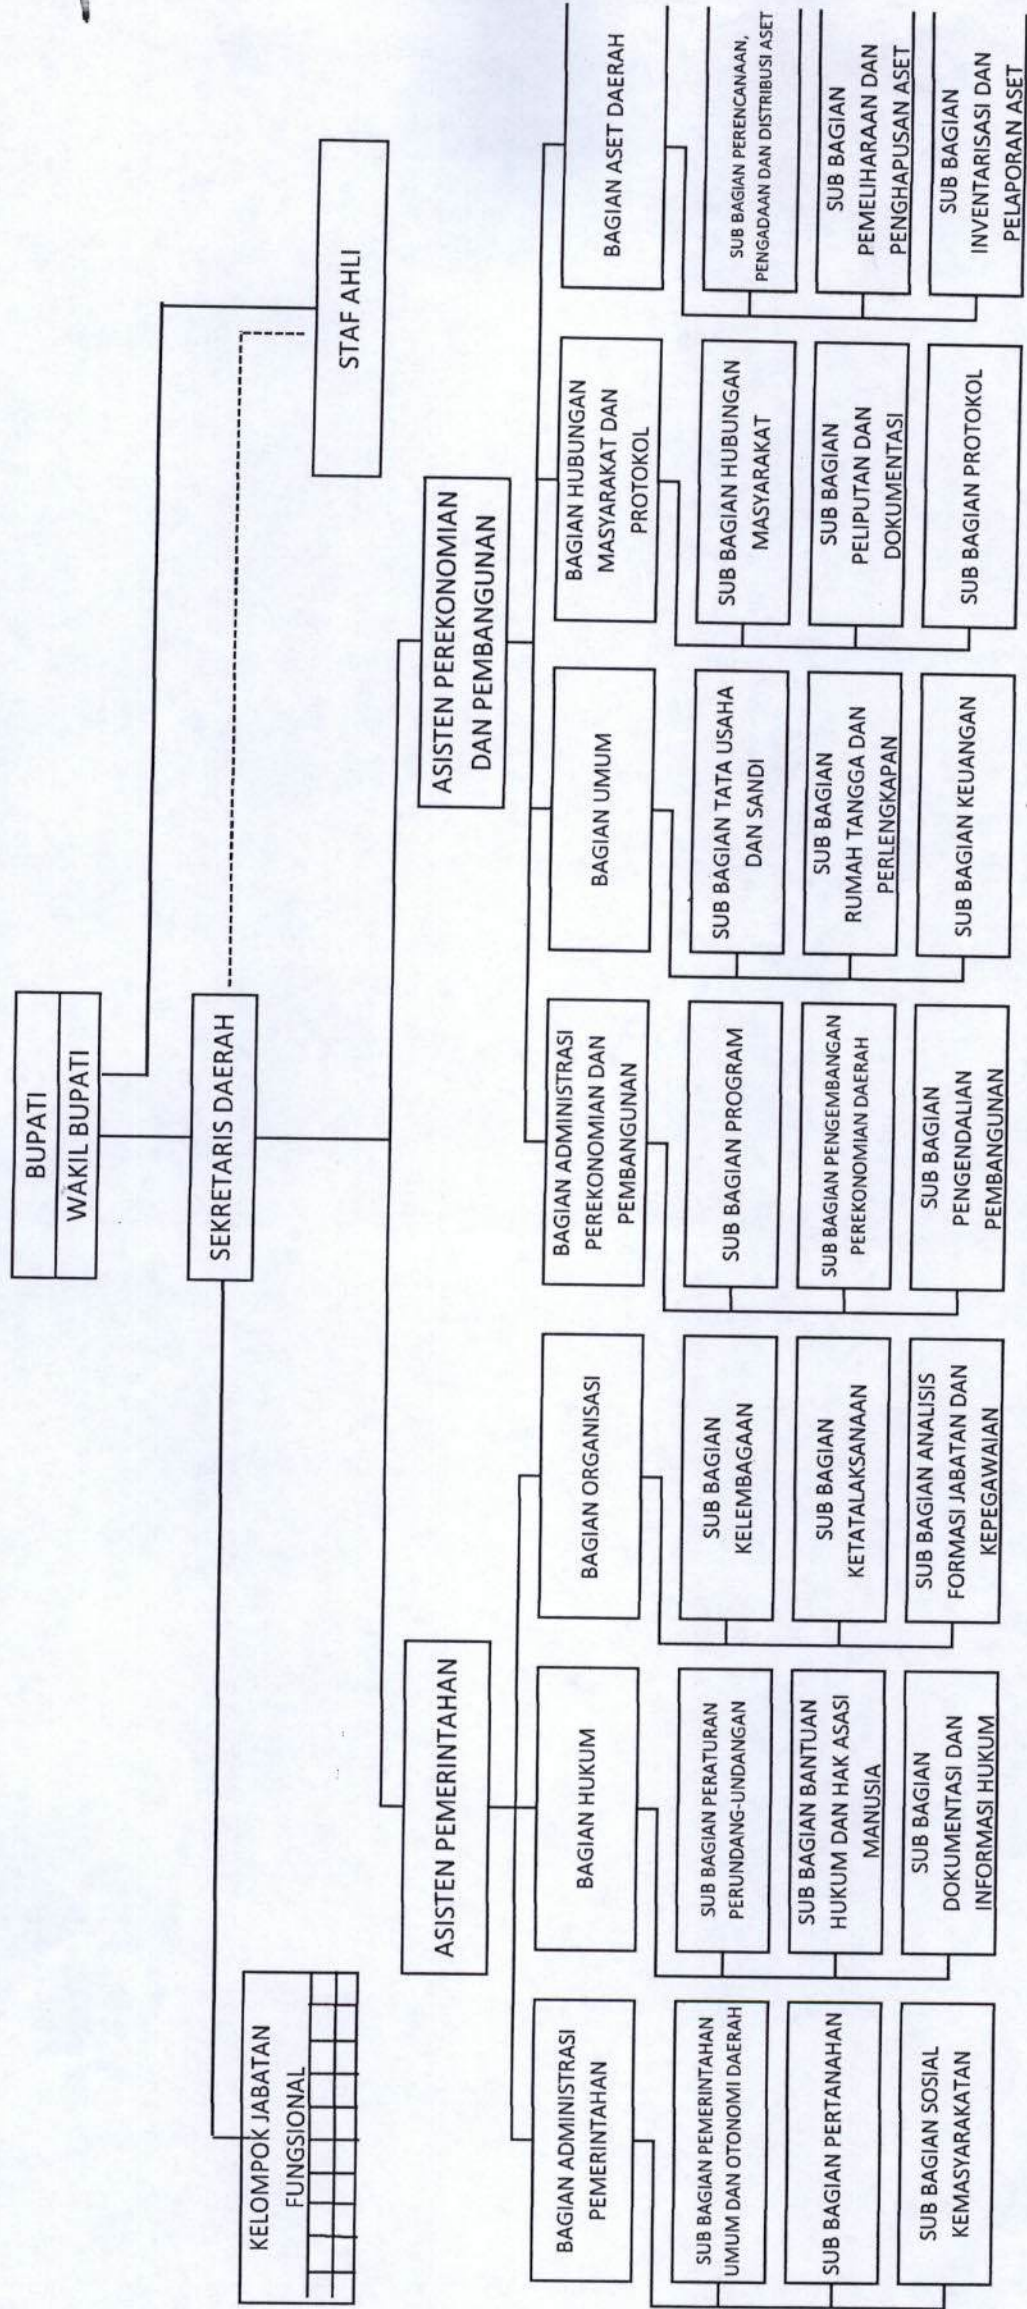 BUPATI
WAKIL BUPATI
SEKRETARIS DAERAH
STAF AHLI
KELOMPOK JABATAN
FUNGSIONAL
ASISTEN PEMERINTAHAN
ASISTEN PEREKONOMIAN
DAN PEMBANGUNAN
BAGIAN ADMINISTRASI
PEMERINTAHAN
SUB BAGIAN PEMERINTAHAN
UMUM DAN OTONOMI DAERAH
SUB BAGIAN PERTANAHAN
SUB BAGIAN SOSIAL
KEMASYARAKATAN
BAGIAN HUKUM
SUB BAGIAN PERATURAN
PERUNDANG-UNDANGAN
SUB BAGIAN BANTUAN
HUKUM DAN HAK ASASI
MANUSIA
SUB BAGIAN
DOKUMENTASI DAN
INFORMASI HUKUM
BAGIAN ORGANISASI
SUB BAGIAN
KELEMBAGAAN
SUB BAGIAN
KETATALAKSANAAN
SUB BAGIAN ANALISIS
FORMASI JABATAN DAN
KEPEGAWAIAN
BAGIAN ADMINISTRASI
PEREKONOMIAN DAN
PEMBANGUNAN
SUB BAGIAN PROGRAM
SUB BAGIAN PENGEMBANGAN
PEREKONOMIAN DAERAH
SUB BAGIAN
PENGENDALIAN
PEMBANGUNAN
BAGIAN UMUM
SUB BAGIAN TATA USAHA
DAN SANDI
SUB BAGIAN
RUMAH TANGGA DAN
PERLENGKAPAN
SUB BAGIAN KEUANGAN
BAGIAN HUBUNGAN
MASYARAKAT DAN
PROTOKOL
SUB BAGIAN HUBUNGAN
MASYARAKAT
SUB BAGIAN
PELIPUTAN DAN
DOKUMENTASI
SUB BAGIAN PROTOKOL
BAGIAN ASET DAERAH
SUB BAGIAN PERENCANAAN,
PENGADAAN DAN DISTRIBUSI ASET
SUB BAGIAN
PEMELIHARAAN DAN
PENGHAPUSAN ASET
SUB BAGIAN
INVENTARISASI DAN
PELAPORAN ASET